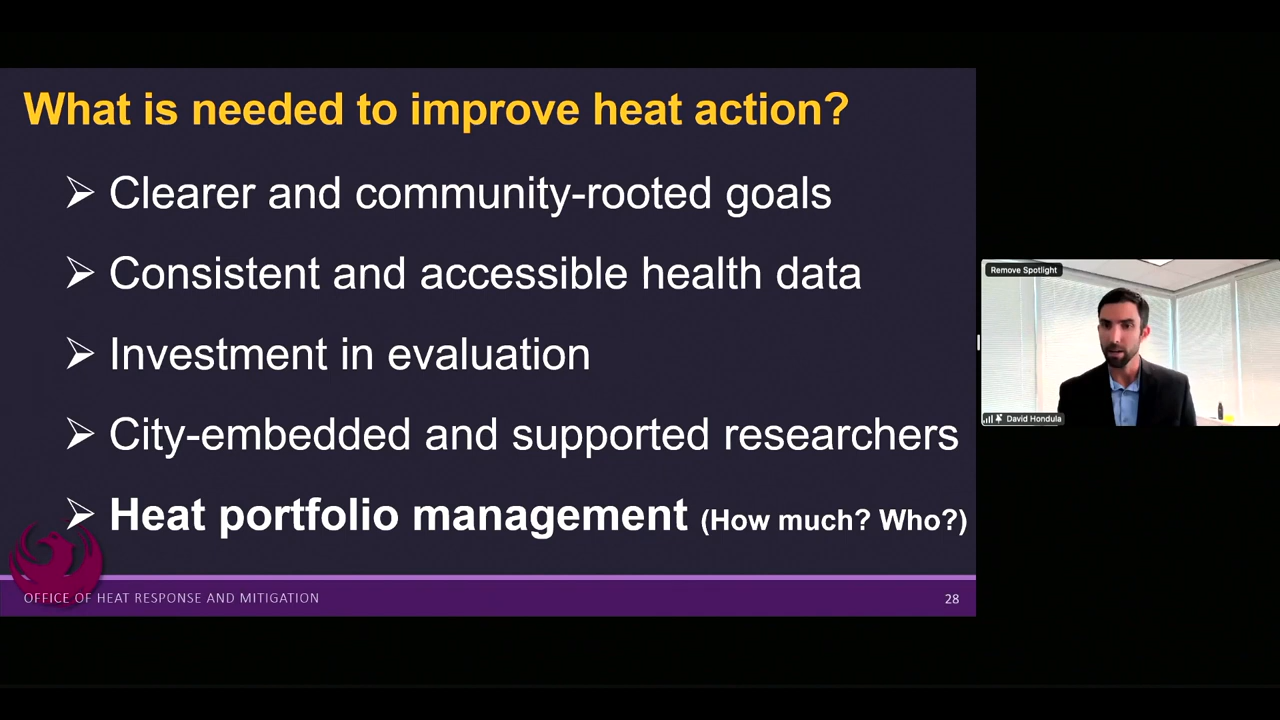 What is needed to improve heat action?
➢ Clearer and community-rooted goals
➢ Consistent and accessible health data
➢ Investment in evaluation
➢ City-embedded and supported researchers
➢ Heat portfolio management (How much? Who?)
OFFICE OF HEAT RESPONSE AND MITIGATION
28
Remove Spotlight
David Hondula